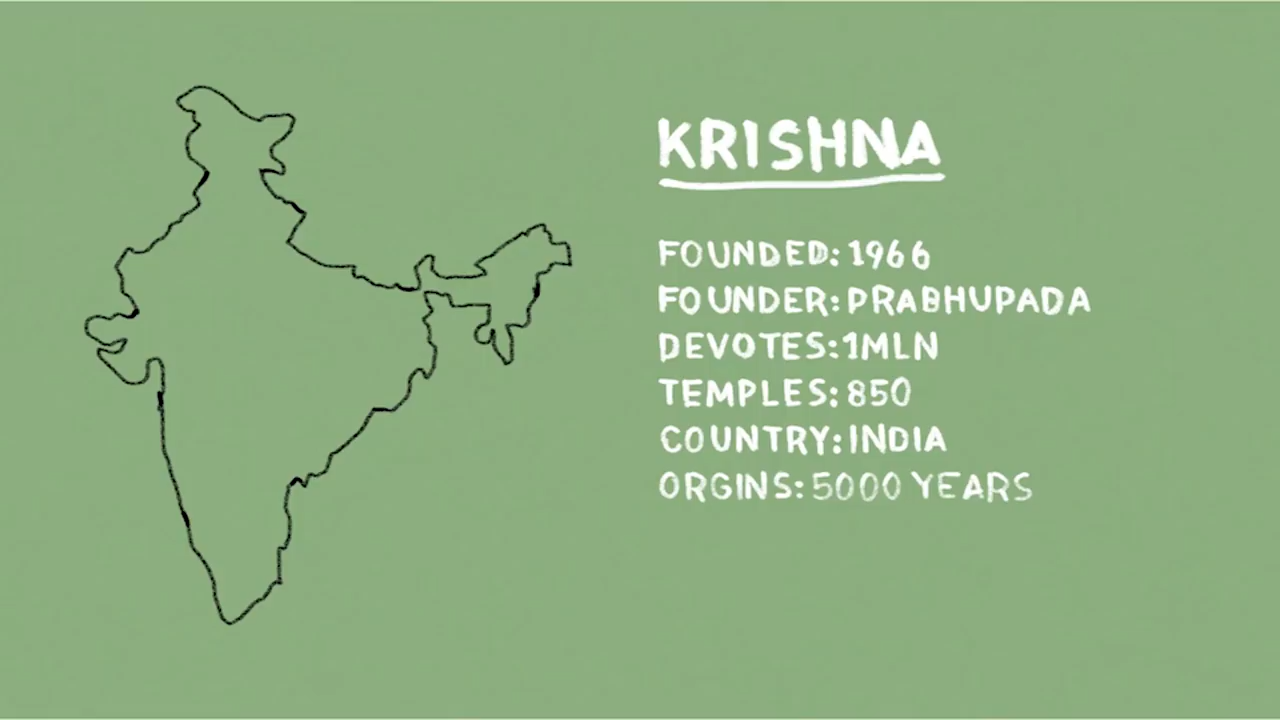 KRISHNA
FOUNDED: 1966
FOUNDER: PRABHUPADA
DEVOTES: 1MLN
TEMPLES: 850
COUNTRY: INDIA
ORGINS: 5000 YEARS